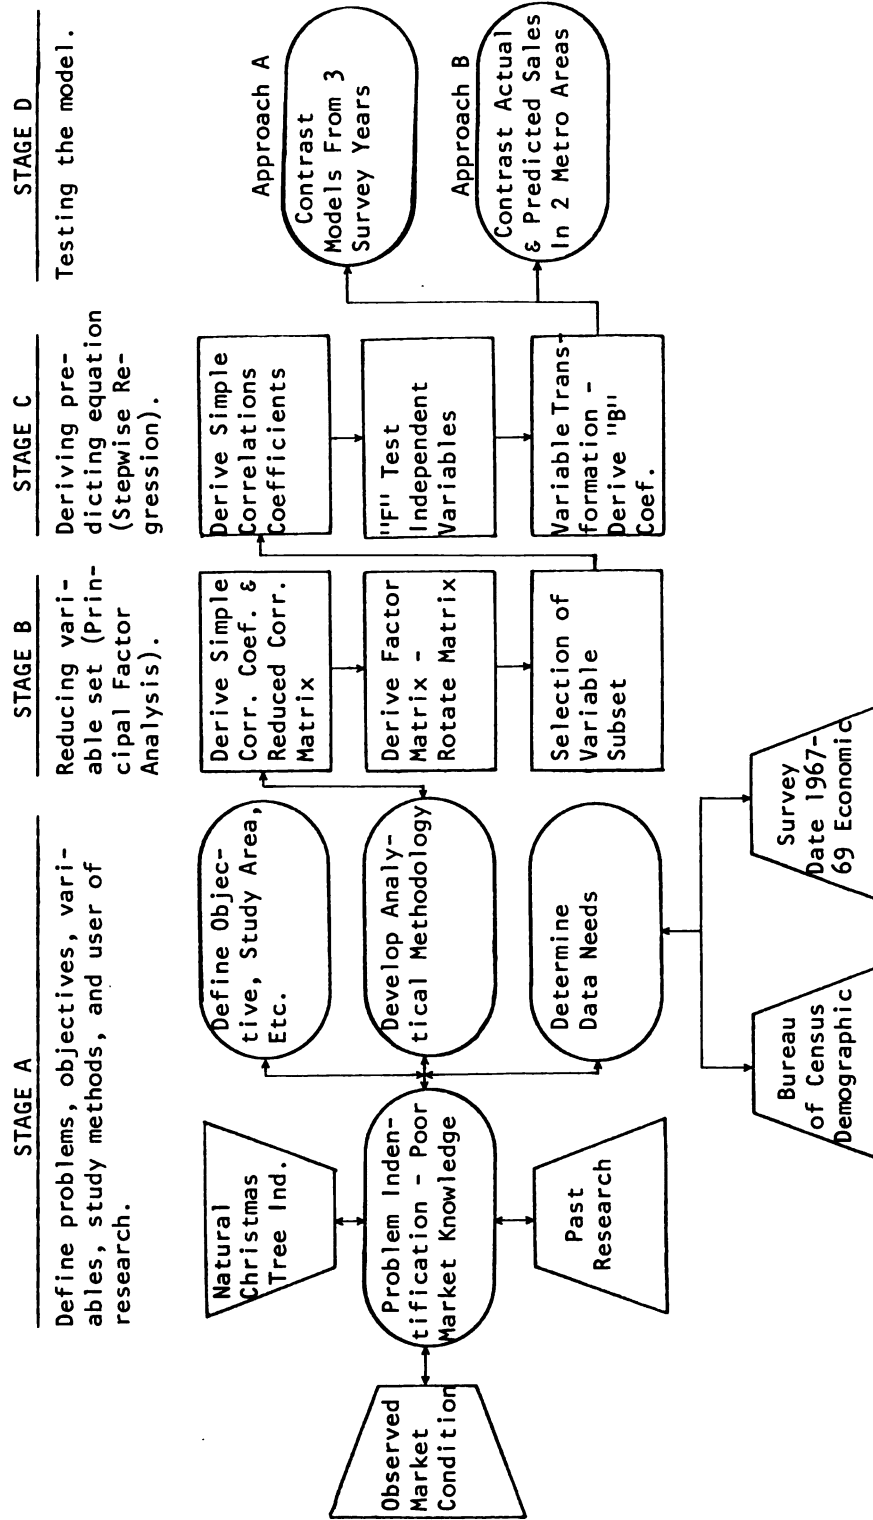 STAGE A
Define problems, objectives, vari-
ables, study methods, and user of
research.
Observed
Market
Condition
Natural
Christmas
Tree Ind.
Problem Inden-
tification - Poor
Market Knowledge
Past
Research
Define Objec-
tive, Study Area,
Etc.
Develop Analy-
tical Methodology
Determine
Data Needs
Bureau
of Census
Demographic
Survey
Date 1967-
69 Economic
STAGE B
Reducing vari-
able set (Prin-
cipal Factor
Analysis).
Derive Simple
Corr. Coef. &
Reduced Corr.
Matrix
Derive Factor
Matrix -
Rotate Matrix
Selection of
Variable
Subset
STAGE C
Deriving pre-
dicting equation
(Stepwise Re-
gression).
Derive Simple
Correlations
Coefficients
"F" Test
Independent
Variables
Variable Trans-
formation -
Derive "B"
Coef.
STAGE D
Testing the model.
Approach A
Contrast
Models From 3
Survey Years
Approach B
Contrast Actual
& Predicted Sales
In 2 Metro Areas